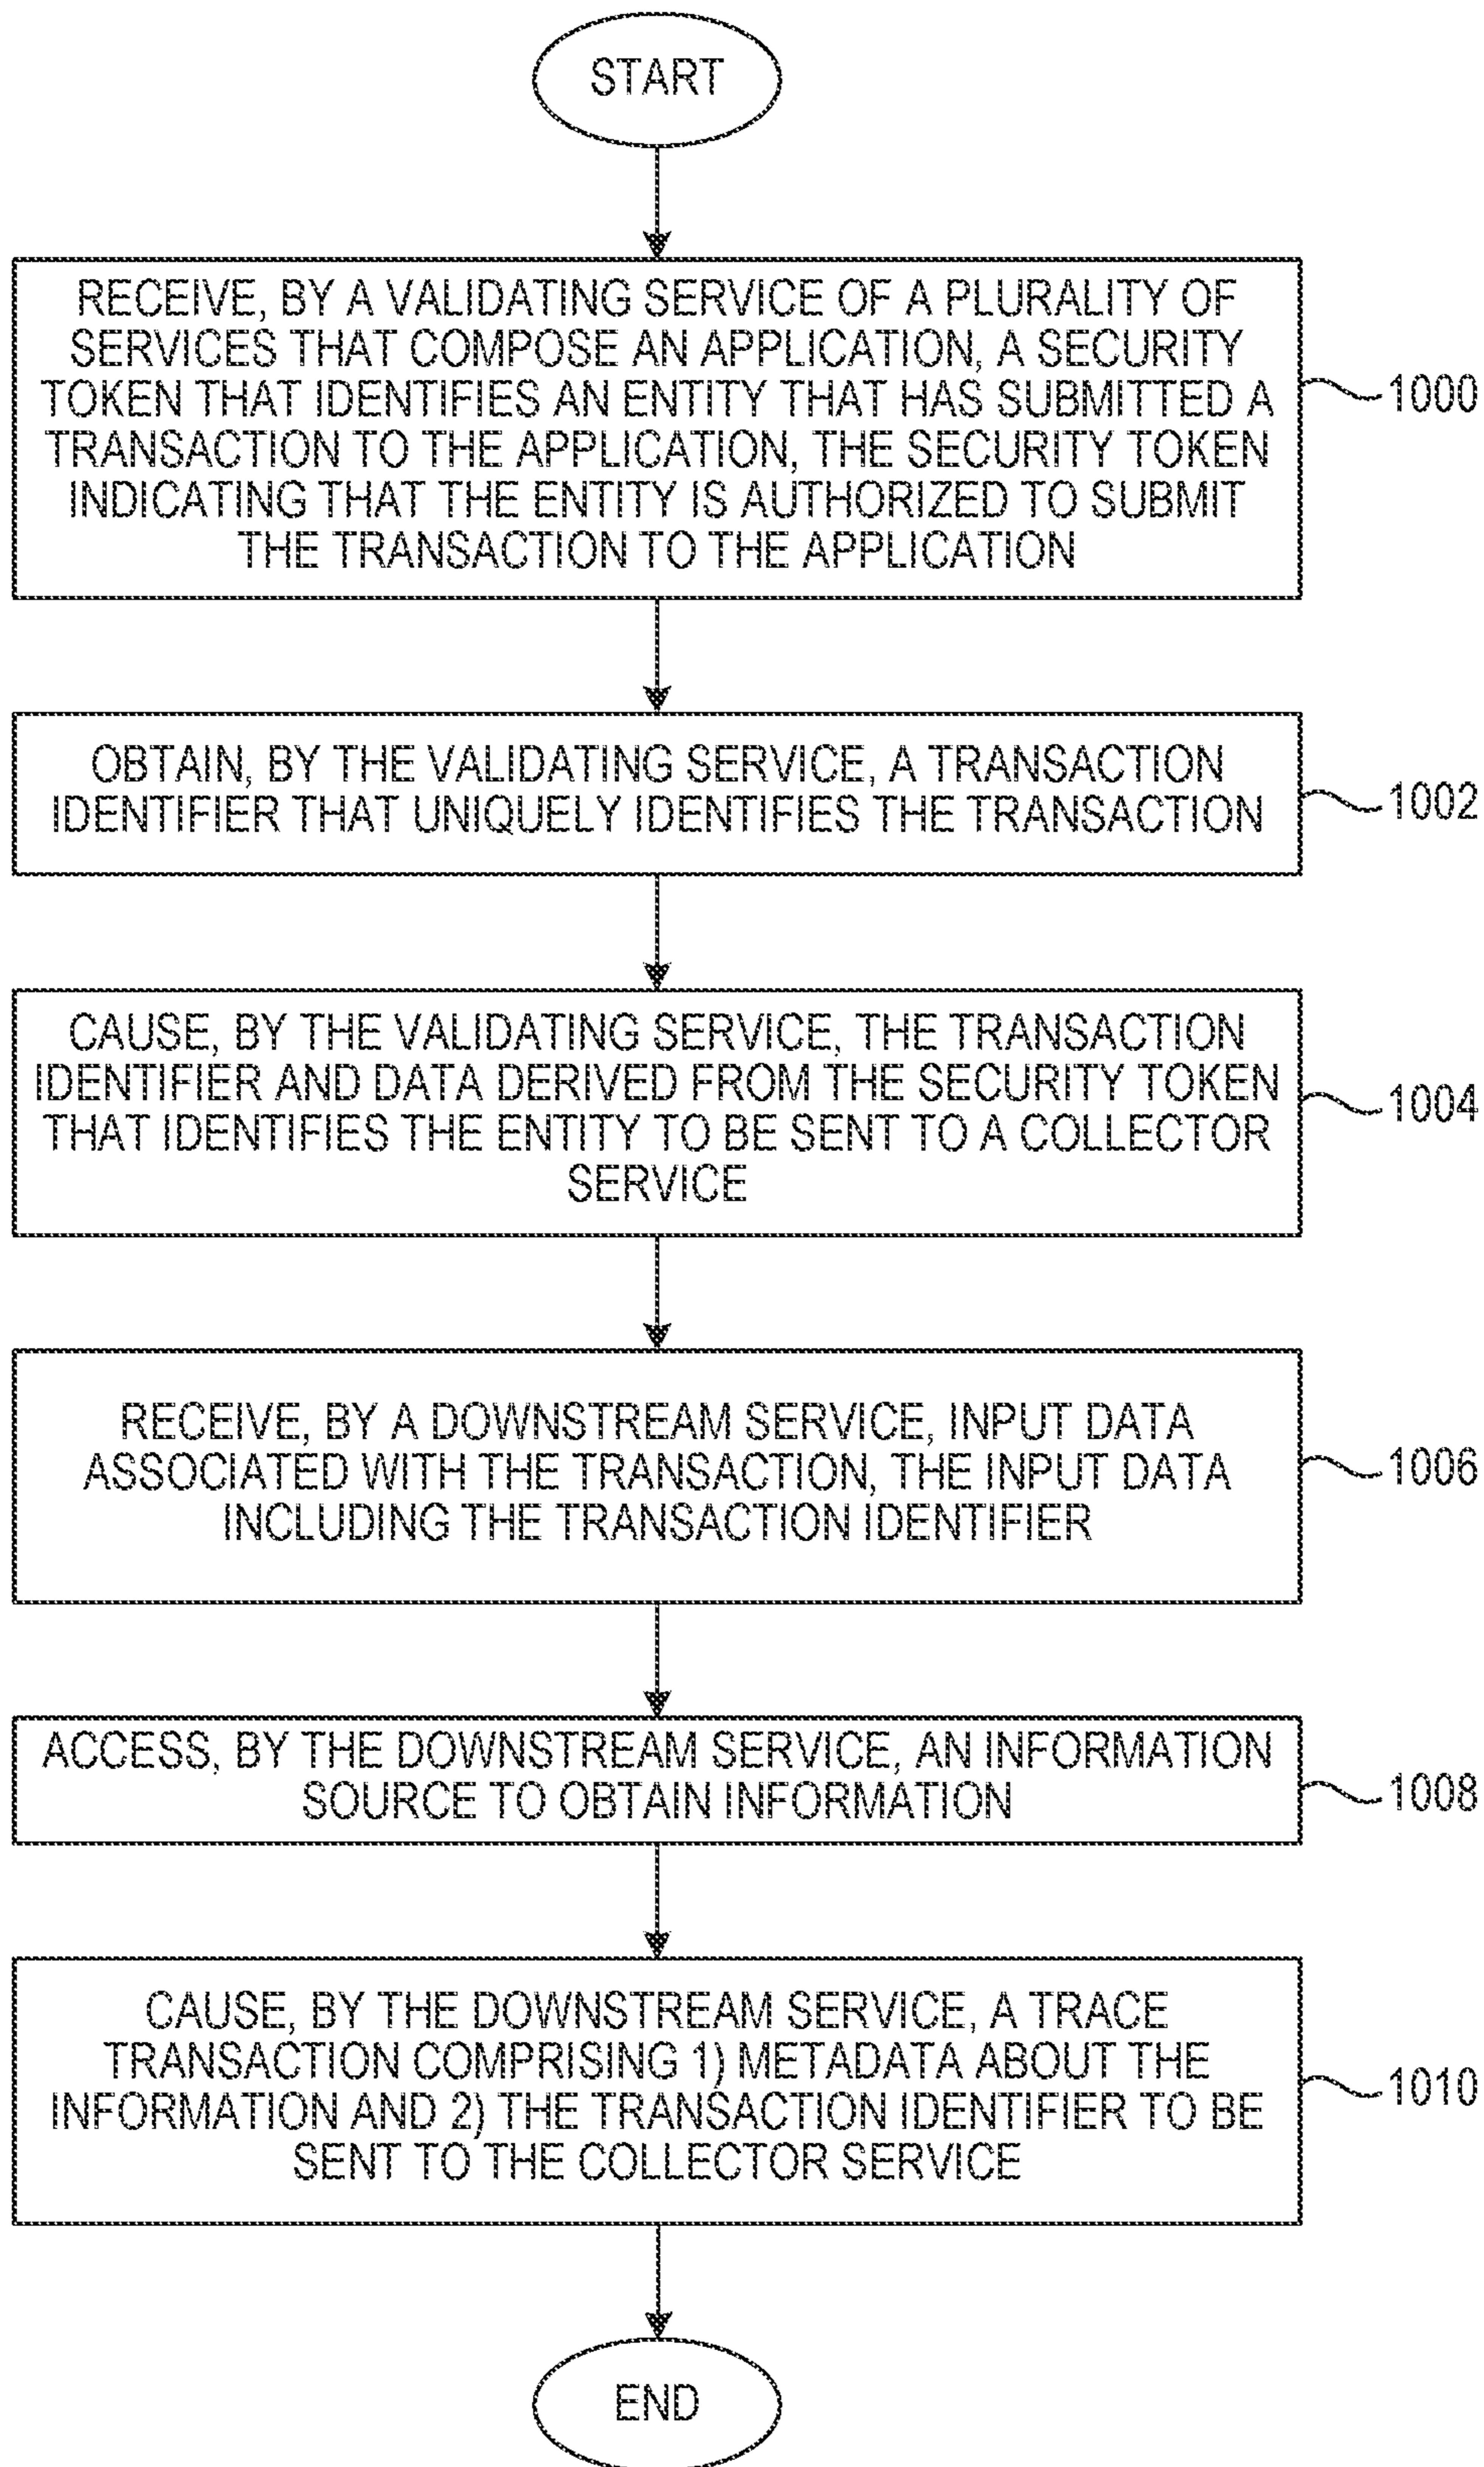 START
RECEIVE, BY A VALIDATING SERVICE OF A PLURALITY OF
SERVICES THAT COMPOSE AN APPLICATION, A SECURITY
TOKEN THAT IDENTIFIES AN ENTITY THAT HAS SUBMITTED A
TRANSACTION TO THE APPLICATION, THE SECURITY TOKEN
INDICATING THAT THE ENTITY IS AUTHORIZED TO SUBMIT
THE TRANSACTION TO THE APPLICATION
1000
OBTAIN, BY THE VALIDATING SERVICE, A TRANSACTION
IDENTIFIER THAT UNIQUELY IDENTIFIES THE TRANSACTION
1002
CAUSE, BY THE VALIDATING SERVICE, THE TRANSACTION
IDENTIFIER AND DATA DERIVED FROM THE SECURITY TOKEN
THAT IDENTIFIES THE ENTITY TO BE SENT TO A COLLECTOR
SERVICE
1004
RECEIVE, BY A DOWNSTREAM SERVICE, INPUT DATA
ASSOCIATED WITH THE TRANSACTION, THE INPUT DATA
INCLUDING THE TRANSACTION IDENTIFIER
1006
ACCESS, BY THE DOWNSTREAM SERVICE, AN INFORMATION
SOURCE TO OBTAIN INFORMATION
1008
CAUSE, BY THE DOWNSTREAM SERVICE, A TRACE
TRANSACTION COMPRISING 1) METADATA ABOUT THE
INFORMATION AND 2) THE TRANSACTION IDENTIFIER TO BE
SENT TO THE COLLECTOR SERVICE
1010
END